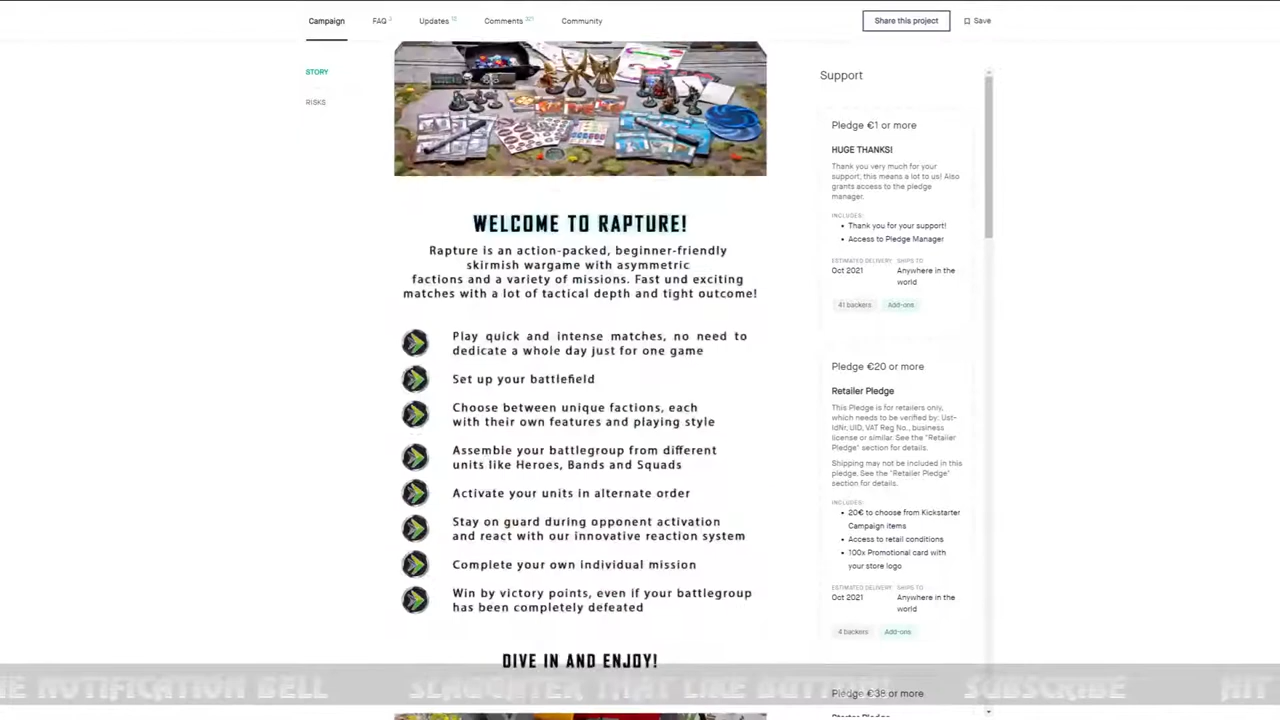 Campaign
FAQ 2
Updates
Comments 321
Community
Share this project
Save
STORY
RISKS
WELCOME TO RAPTURE!
Rapture is an action-packed, beginner-friendly
skirmish wargame with asymmetric
factions and a variety of missions. Fast und exciting
matches with a lot of tactical depth and tight outcome!
Play quick and intense matches, no need to
dedicate a whole day just for one game
Set up your battlefield
Choose between unique factions, each
with their own features and playing style
Assemble your battlegroup from different
units like Heroes, Bands and Squads
Activate your units in alternate order
Stay on guard during opponent activation
and react with our innovative reaction system
Complete your own individual mission
Win by victory points, even if your battlegroup
has been completely defeated
DIVE IN AND ENJOY!
Support
Pledge €1 or more
HUGE THANKS!
Thank you very much for your
support, this means a lot to us! Also
grants access to the pledge
manager.
INCLUDES:
Thank you for your support!
Access to Pledge Manager
ESTIMATED DELIVERY SHIPS TO
Oct 2021 Anywhere in the
world
41 backers Add-ons
Pledge €20 or more
Retailer Pledge
This Pledge is for retailers only,
which needs to be verified by: Ust-
IdNr, UID, VAT Reg No., business
license or similar. See the "Retailer
Pledge" section for details.
Shipping may not be included in this
pledge. See the "Retailer Pledge"
section for details.
INCLUDES:
20€ to choose from Kickstarter
Campaign items
Access to retail conditions
100x Promotional card with
your store logo
ESTIMATED DELIVERY SHIPS TO
Oct 2021 Anywhere in the
world
4 backers Add-ons
Pledge €38 or more
Starter Pledge
HE NOTIFICATION BELL SLAUGHTER THAT LIKE BUTTON SUBSCRIBE HIT